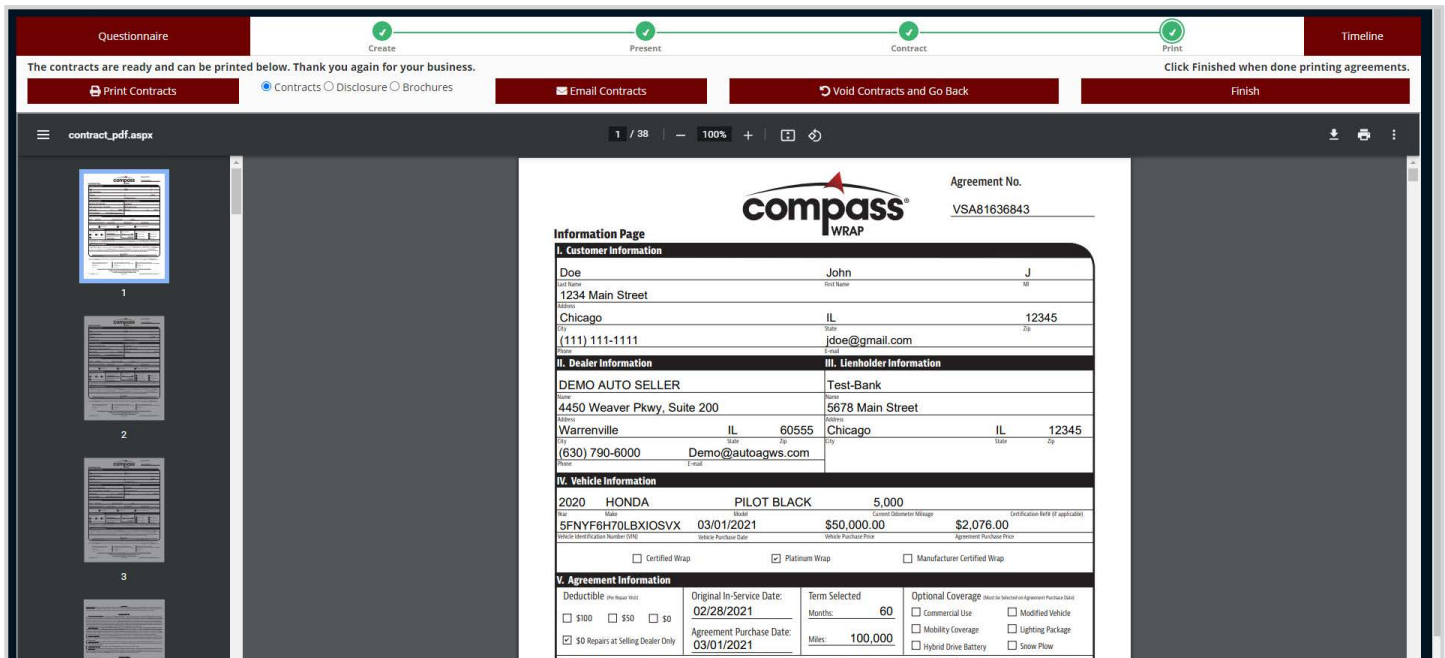 Questionnaire
Create
Present
Contract
Print
Timeline
The contracts are ready and can be printed below. Thank you again for your business.
Click Finished when done printing agreements.
Print Contracts
Contracts Disclosure Brochures
Email Contracts
Void Contracts and Go Back
Finish
contract_pdf.aspx
1 / 38
100%
1
2
3
compass®
WRAP
Agreement No.
VSA81636843
Information Page
I. Customer Information
Doe John J
Last Name First Name MI
1234 Main Street
Address
Chicago IL 12345
City State Zip
(111) 111-1111 jdoe@gmail.com
Phone E-mail
II. Dealer Information III. Lienholder Information
DEMO AUTO SELLER Test-Bank
Name Name
4450 Weaver Pkwy, Suite 200 5678 Main Street
Address Address
Warrenville IL 60555 Chicago IL 12345
City State Zip City State Zip
(630) 790-6000 Demo@autoagws.com
Phone E-mail
IV. Vehicle Information
2020 HONDA PILOT BLACK 5,000
Year Make Model Current Odometer Mileage Certification Refill (if applicable)
5FNYF6H70LBXIOSVX 03/01/2021 $50,000.00 $2,076.00
Vehicle Identification Number (VIN) Vehicle Purchase Date Vehicle Purchase Price Agreement Purchase Price
Certified Wrap Platinum Wrap Manufacturer Certified Wrap
V. Agreement Information
Deductible (Per Repair Visit) Original In-Service Date: Term Selected Optional Coverage (Must be Selected on Agreement Purchase Date)
02/28/2021 Months: 60 Commercial Use Modified Vehicle
$100 $50 $0
Agreement Purchase Date: Mobility Coverage Lighting Package
$0 Repairs at Selling Dealer Only 03/01/2021 Miles: 100,000 Hybrid Drive Battery Snow Plow